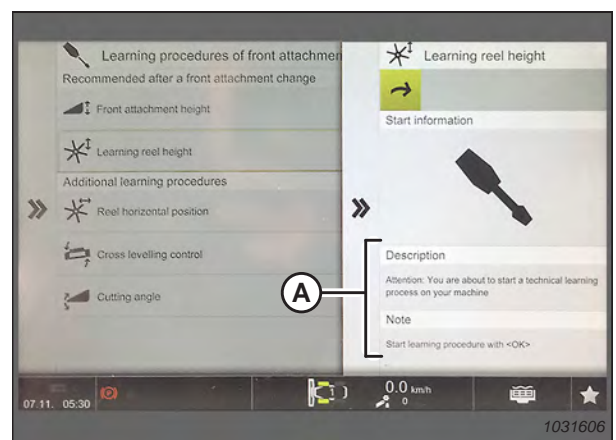 Learning procedures of front attachmen
Recommended after a front attachment change
Front attachment height
Learning reel height
Additional learning procedures
Reel horizontal position
Cross levelling control
Cutting angle
Learning reel height
Start information
Description
Attention: You are about to start a technical learning
process on your machine
Note
Start learning procedure with <OK>
A
07.11. 05:30
0.0 km/h
0
1031606